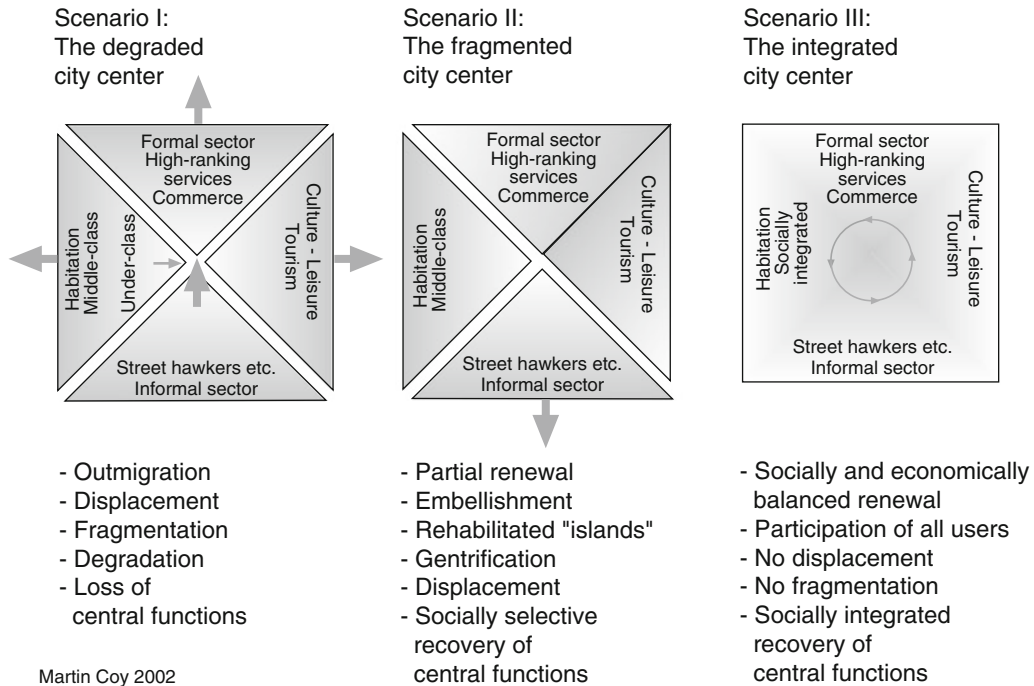 Scenario I:
The degraded
city center
Formal sector
High-ranking
services
Commerce
Habitation
Middle-class
Under-class
Culture - Leisure
Tourism
Street hawkers etc.
Informal sector
- Outmigration
- Displacement
- Fragmentation
- Degradation
- Loss of
central functions
Scenario II:
The fragmented
city center
Formal sector
High-ranking
services
Commerce
Habitation
Middle-class
Culture - Leisure
Tourism
Street hawkers etc.
Informal sector
- Partial renewal
- Embellishment
- Rehabilitated "islands"
- Gentrification
- Displacement
- Socially selective
recovery of
central functions
Scenario III:
The integrated
city center
Formal sector
High-ranking
services
Commerce
Habitation
Socially
integrated
Culture - Leisure
Tourism
Street hawkers etc.
Informal sector
- Socially and economically
balanced renewal
- Participation of all users
- No displacement
- No fragmentation
- Socially integrated
recovery of
central functions
Martin Coy 2002